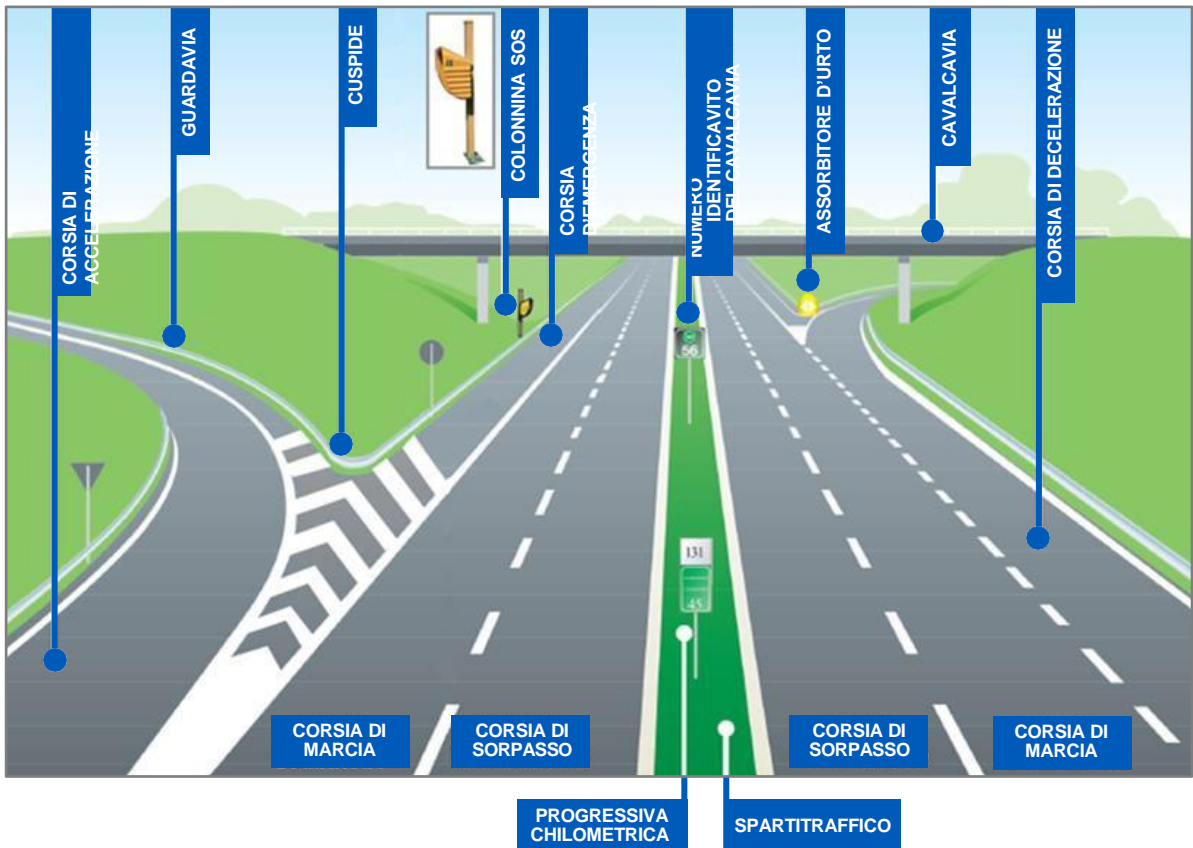 CORSIA DI
ACCELERAZIONE
GUARDAVIA
CUSPIDE
COLONNINA SOS
CORSIA
D'EMERGENZA
NUMERO
IDENTIFICAVITO
DEL CAVALCAVIA
ASSORBITORE D'URTO
CAVALCAVIA
CORSIA DI DECELERAZIONE
56
131
45
CORSIA DI
MARCIA
CORSIA DI
SORPASSO
CORSIA DI
SORPASSO
CORSIA DI
MARCIA
PROGRESSIVA
CHILOMETRICA
SPARTITRAFFICO